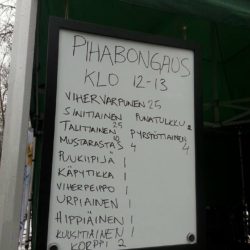 PIHABONGAUS
KLO 12-13
VIHERVARPUNEN 25
SINITIAINEN PUNATULKKU 2
TALITIAINEN 25 PYRSTÖTIAINEN 4
MUSTARASTAS 4
PUUKIIPIJÄ 1
KÄPYTIKKA 1
VIHERPEIPPO 1
URPIAINEN 1
HIPPIÄINEN 1
KUUSITIAINEN 1
KORPPI 2